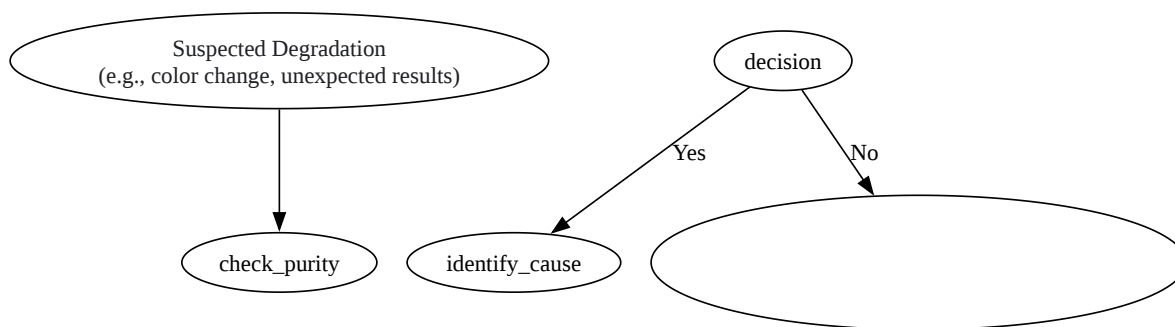 Suspected Degradation
(e.g., color change, unexpected results)
decision
Yes
No
check_purity
identify_cause